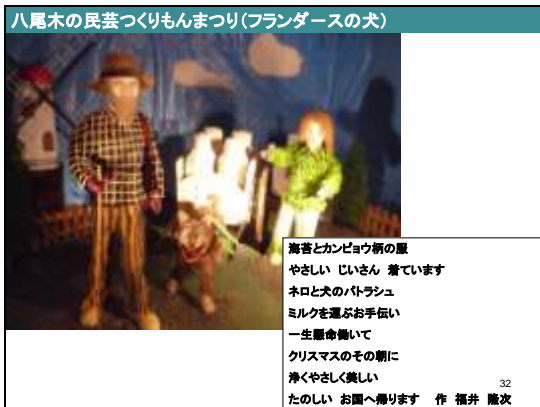 八尾木の民芸つくりもんまつり(フランダースの犬)
海苔とカンピョウ柄の服
やさしい じいさん 着ています
ネロと犬のパトラシュ
ミルクを運ぶお手伝い
一生懸命働いて
クリスマスのその朝に
浄くやさしく美しい
たのしい お国へ帰ります 作 福井 隆次
32